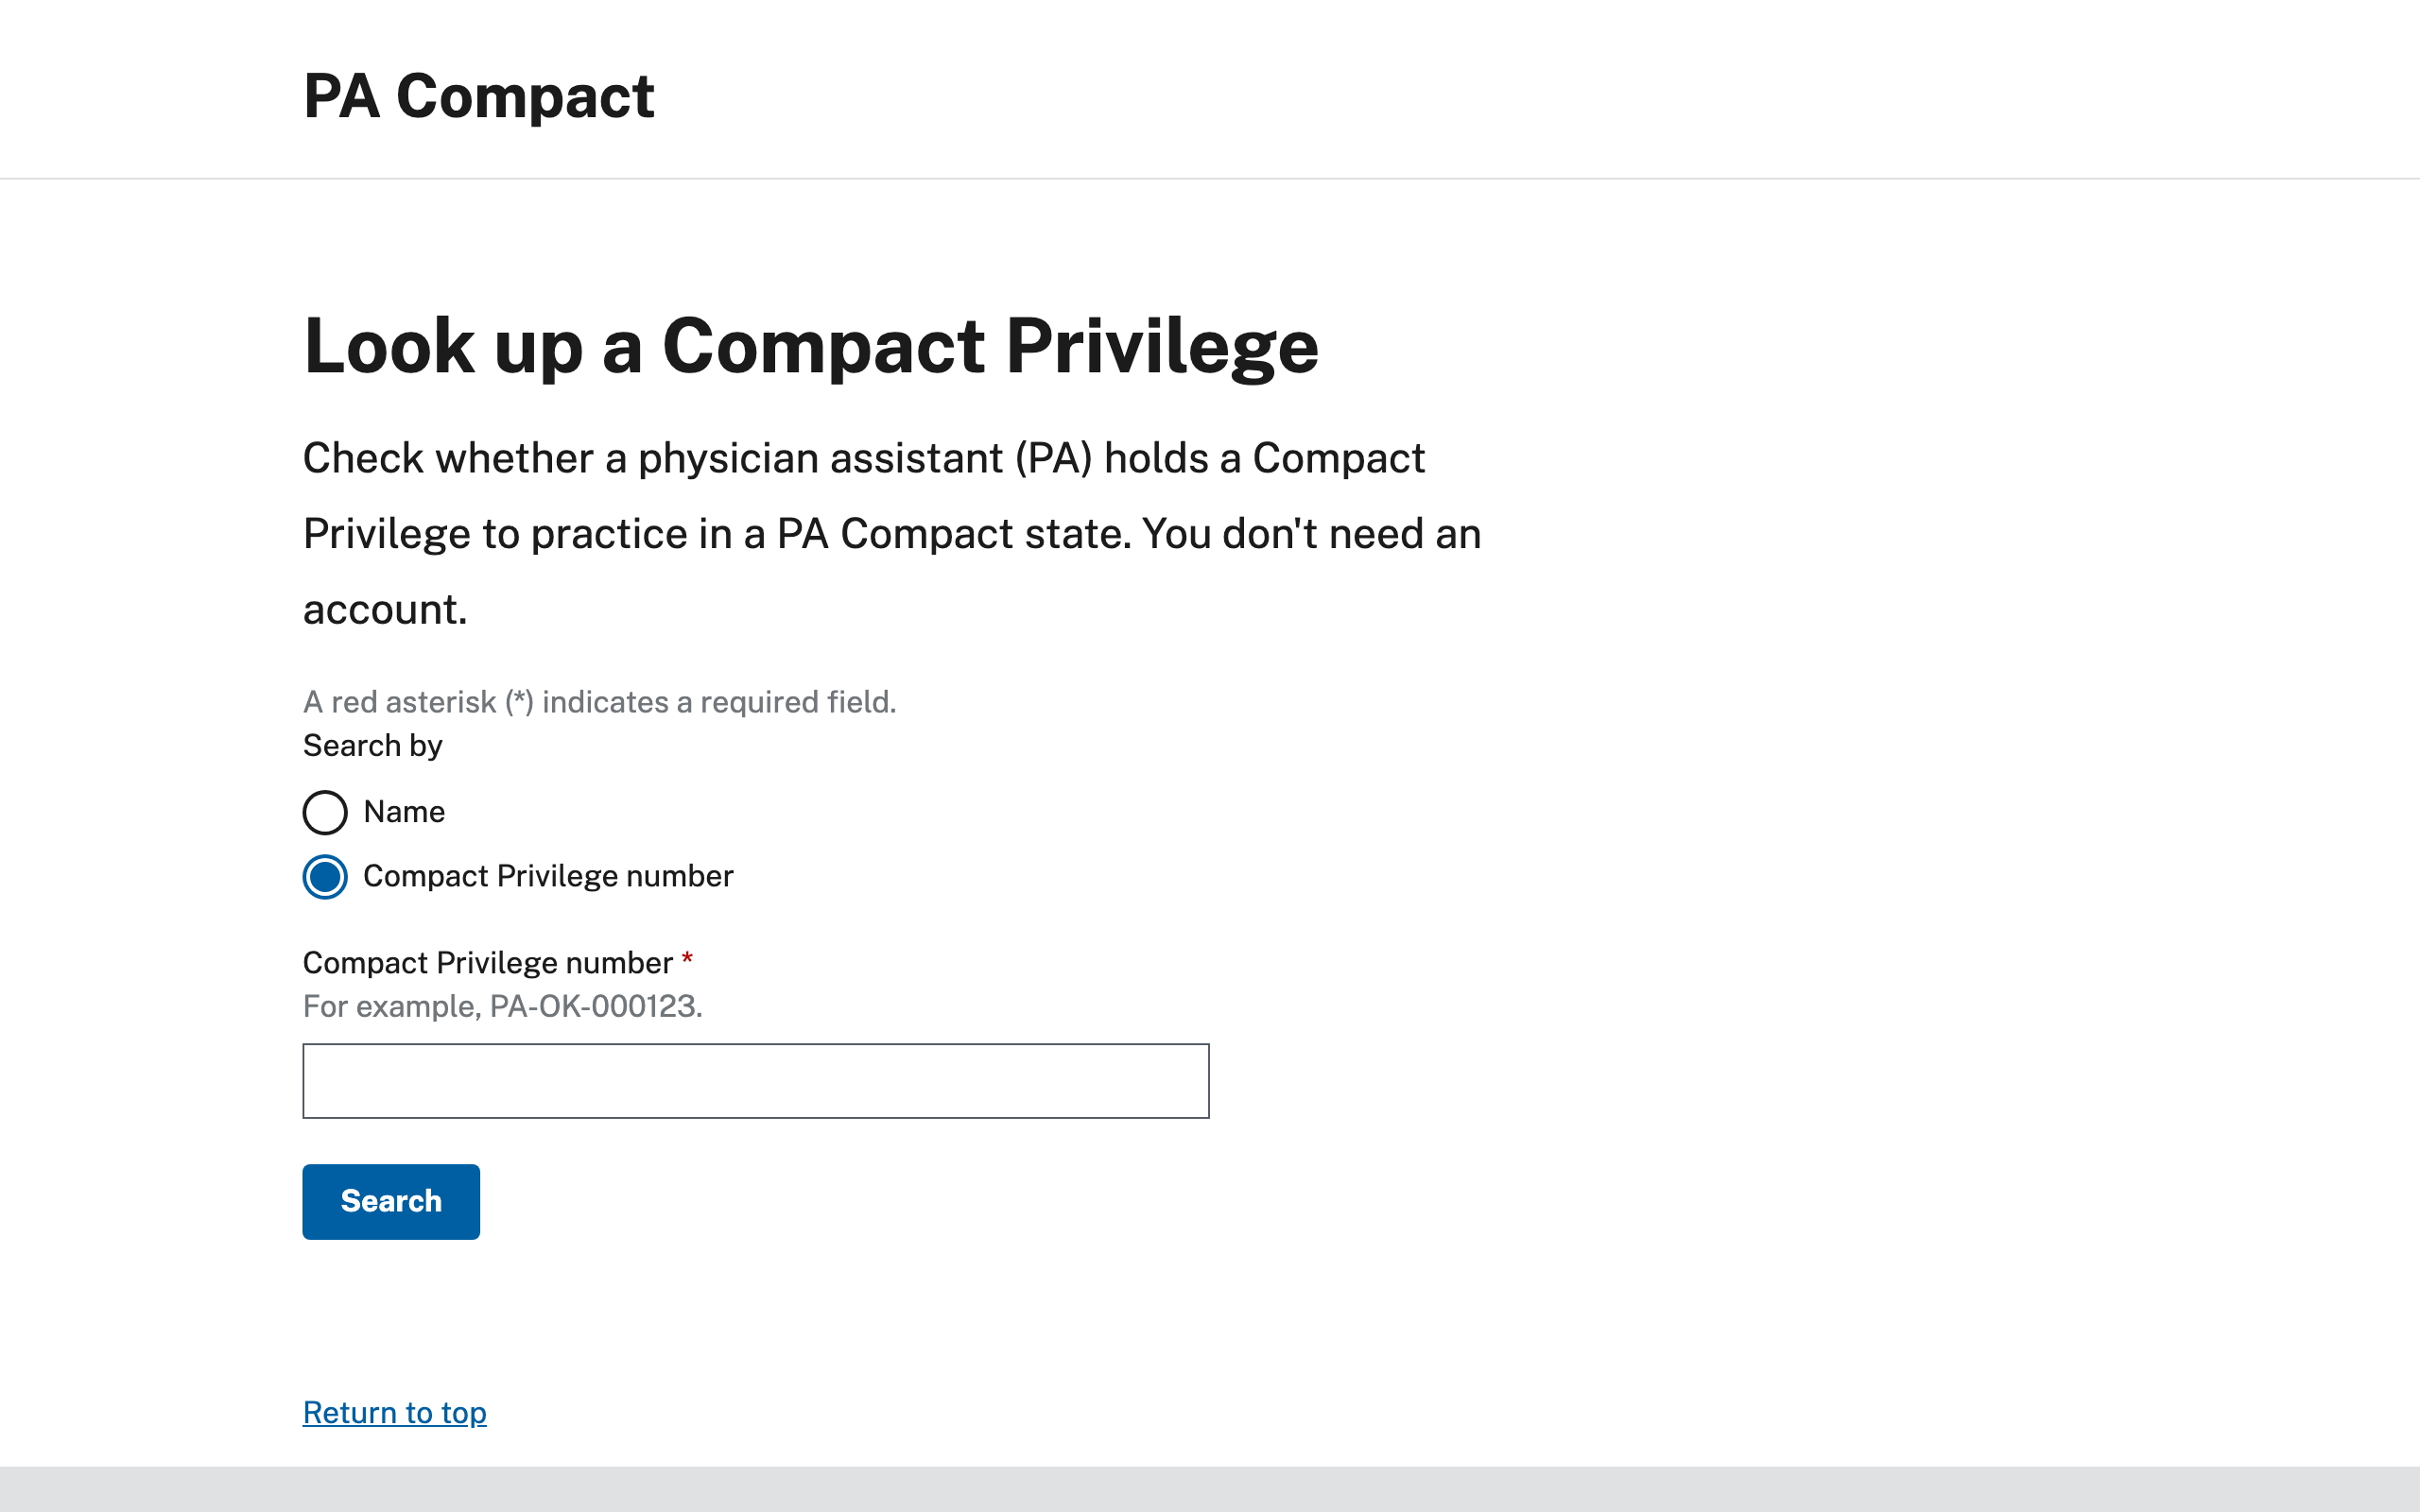 PA Compact
Look up a Compact Privilege
Check whether a physician assistant (PA) holds a Compact
Privilege to practice in a PA Compact state. You don't need an
account.
A red asterisk (*) indicates a required field.
Search by
Name
Compact Privilege number
Compact Privilege number *
For example, PA-OK-000123.
Search
Return to top